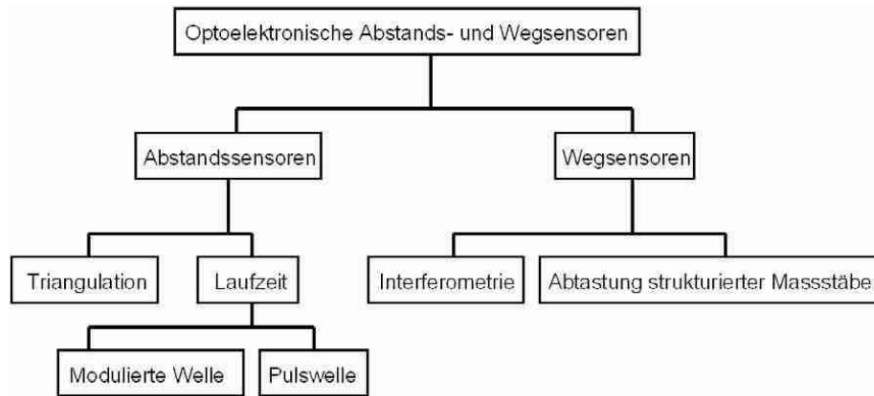 Optoelektronische Abstands- und Wegsensoren
Abstandssensoren
Wegsensoren
Triangulation
Laufzeit
Interferometrie
Abtastung strukturierter Massstäbe
Modulierte Welle
Pulswelle